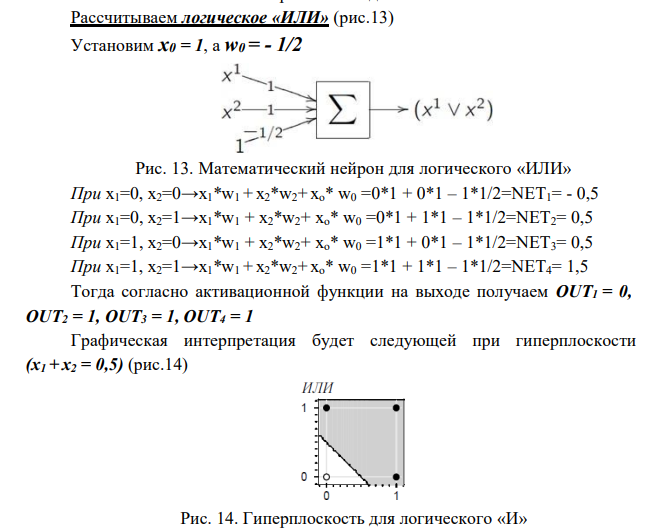 Рассчитываем логическое «ИЛИ» (рис.13)
Установим x0 = 1, а w0 = - 1/2
x¹ 1
x² 1 Σ (x¹ ∨ x²)
1 −1/2
Рис. 13. Математический нейрон для логического «ИЛИ»
При x1=0, x2=0→x1*w1 + x2*w2+ xo* w0 =0*1 + 0*1 – 1*1/2=NET1= - 0,5
При x1=0, x2=1→x1*w1 + x2*w2+ xo* w0 =0*1 + 1*1 – 1*1/2=NET2= 0,5
При x1=1, x2=0→x1*w1 + x2*w2+ xo* w0 =1*1 + 0*1 – 1*1/2=NET3= 0,5
При x1=1, x2=1→x1*w1 + x2*w2+ xo* w0 =1*1 + 1*1 – 1*1/2=NET4= 1,5
Тогда согласно активационной функции на выходе получаем OUT1 = 0,
OUT2 = 1, OUT3 = 1, OUT4 = 1
Графическая интерпретация будет следующей при гиперплоскости
(x1 + x2 = 0,5) (рис.14)
ИЛИ
1
0
0 1
Рис. 14. Гиперплоскость для логического «И»